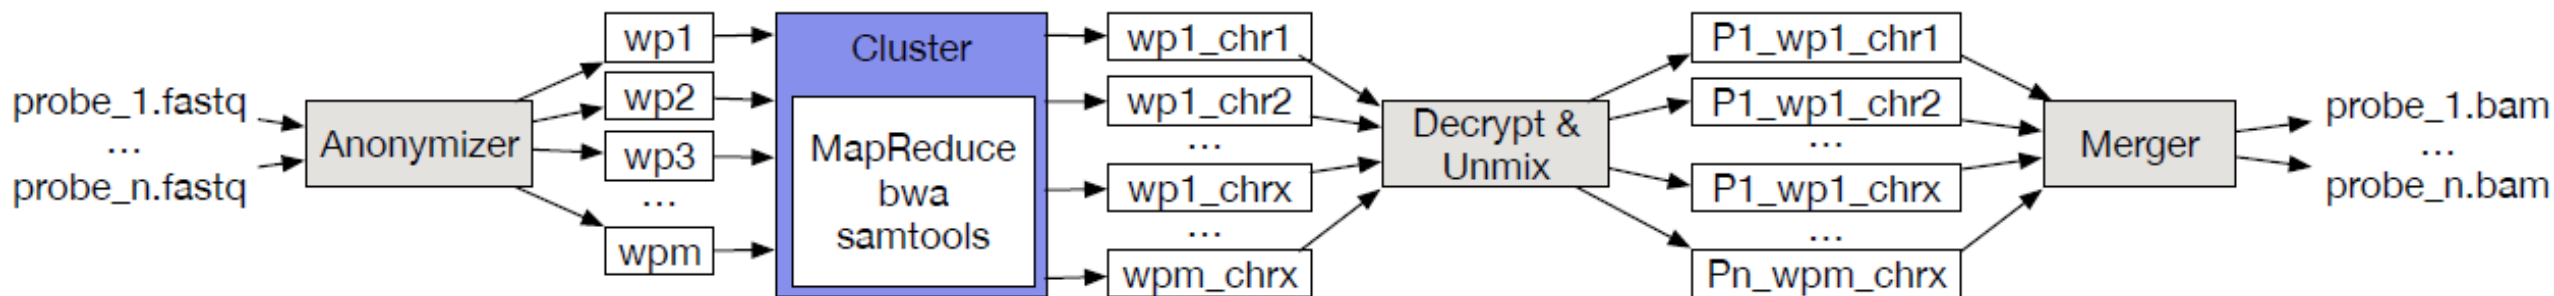 probe_1.fastq
...
probe_n.fastq
Anonymizer
wp1
wp2
wp3
...
wpm
Cluster
MapReduce
bwa
samtools
wp1_chr1
wp1_chr2
...
wp1_chrx
...
wpm_chrx
Decrypt &
Unmix
P1_wp1_chr1
P1_wp1_chr2
...
P1_wp1_chrx
...
Pn_wpm_chrx
Merger
probe_1.bam
...
probe_n.bam